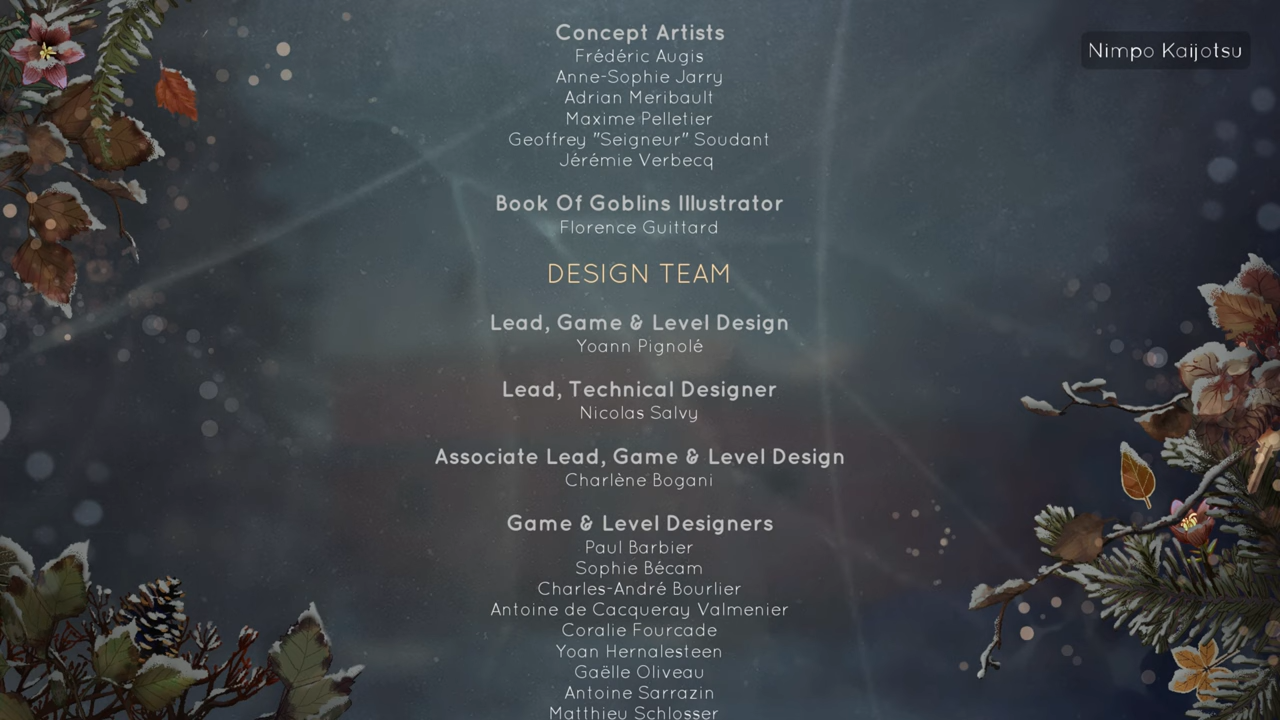 Concept Artists
Frédéric Augis
Anne-Sophie Jarry
Adrian Meribault
Maxime Pelletier
Geoffrey "Seigneur" Soudant
Jérémie Verbecq
Nimpo Kaijotsu
Book Of Goblins Illustrator
Florence Guittard
DESIGN TEAM
Lead, Game & Level Design
Yoann Pignolé
Lead, Technical Designer
Nicolas Salvy
Associate Lead, Game & Level Design
Charlène Bogani
Game & Level Designers
Paul Barbier
Sophie Bécam
Charles-André Bourlier
Antoine de Cacqueray Valmenier
Coralie Fourcade
Yoan Hernalesteen
Gaëlle Oliveau
Antoine Sarrazin
Matthieu Schlosser